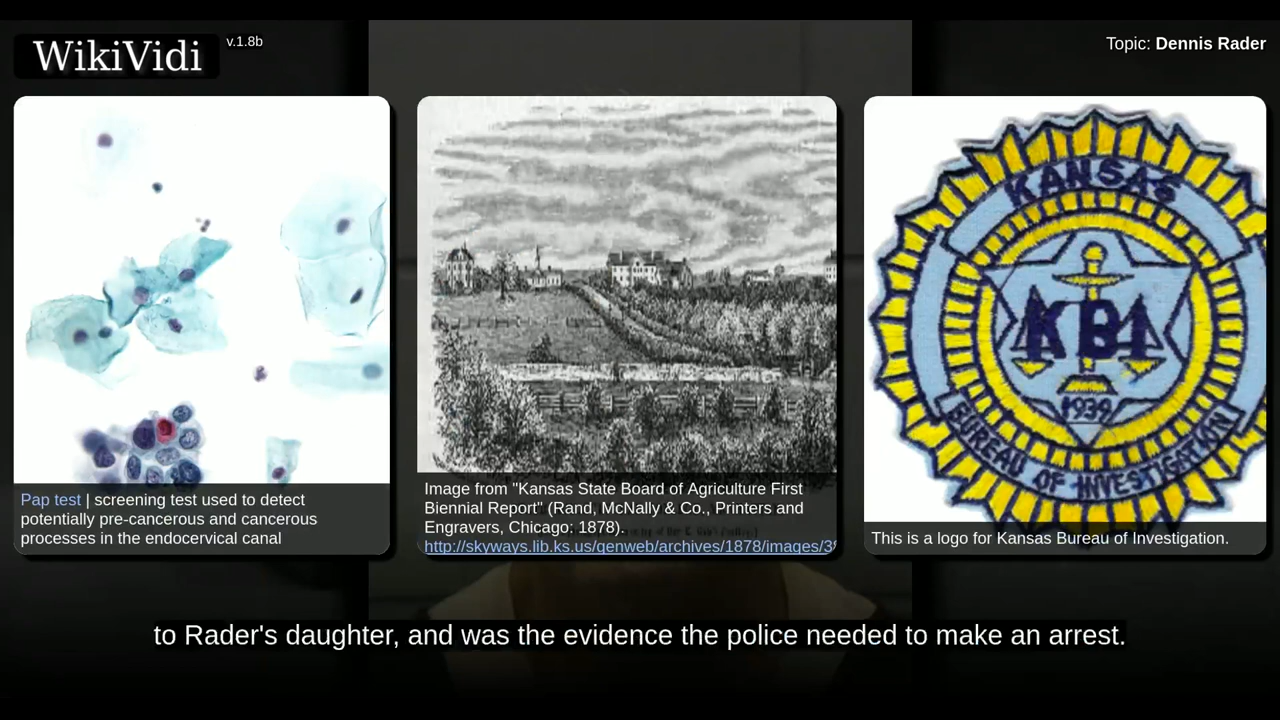 WikiVidi
v.1.8b
Topic: Dennis Rader
Pap test | screening test used to detect
potentially pre-cancerous and cancerous
processes in the endocervical canal
Image from "Kansas State Board of Agriculture First
Biennial Report" (Rand, McNally & Co., Printers and
Engravers, Chicago: 1878).
http://skyways.lib.ks.us/genweb/archives/1878/images/3
KANSAS
KBI
1939
BUREAU OF INVESTIGATION
This is a logo for Kansas Bureau of Investigation.
to Rader's daughter, and was the evidence the police needed to make an arrest.